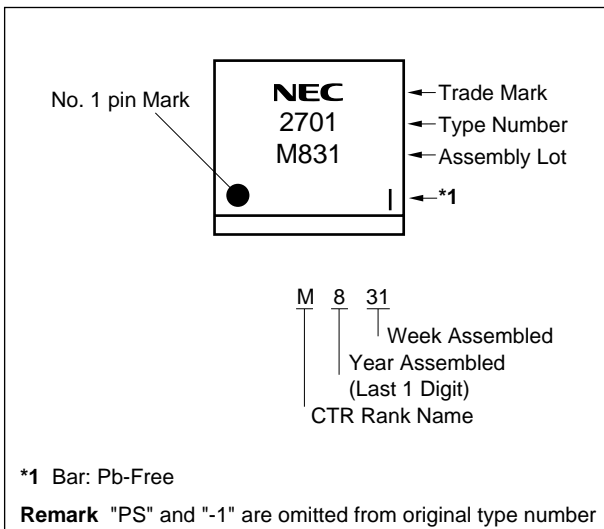 No. 1 pin Mark
NEC
2701
M831
Trade Mark
Type Number
Assembly Lot
*1
M 8 31
Week Assembled
Year Assembled
(Last 1 Digit)
CTR Rank Name
*1 Bar: Pb-Free
Remark "PS" and "-1" are omitted from original type number